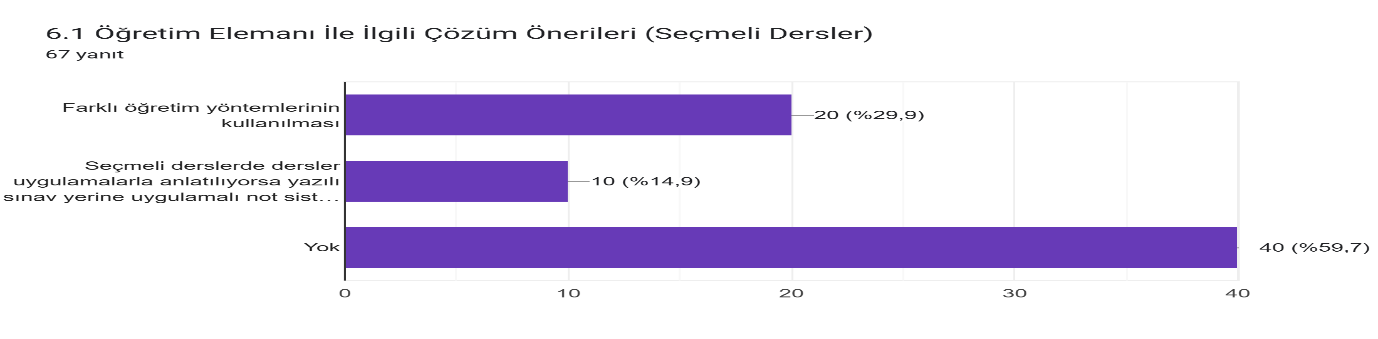 6.1 Öğretim Elemanı İle İlgili Çözüm Önerileri (Seçmeli Dersler)
67 yanıt
Farklı öğretim yöntemlerinin
kullanılması
20 (%29,9)
Seçmeli derslerde dersler
uygulamalarla anlatılıyorsa yazılı
sınav yerine uygulamalı not sist…
10 (%14,9)
Yok
40 (%59,7)
0 10 20 30 40